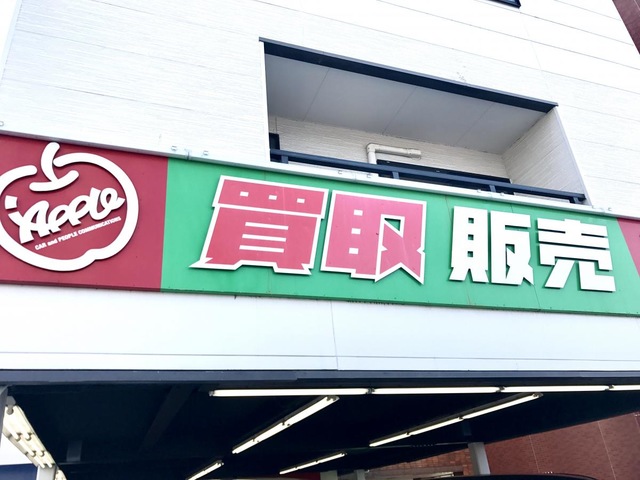 APPLE
CAR and PEOPLE COMMUNICATIONS
買取 販売